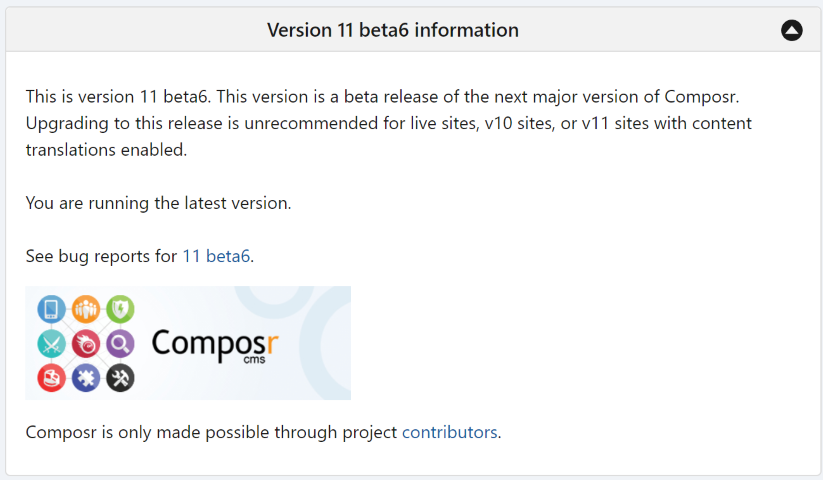 Version 11 beta6 information
This is version 11 beta6. This version is a beta release of the next major version of Composr.
Upgrading to this release is unrecommended for live sites, v10 sites, or v11 sites with content
translations enabled.
You are running the latest version.
See bug reports for 11 beta6.
Composr
cms
Composr is only made possible through project contributors.